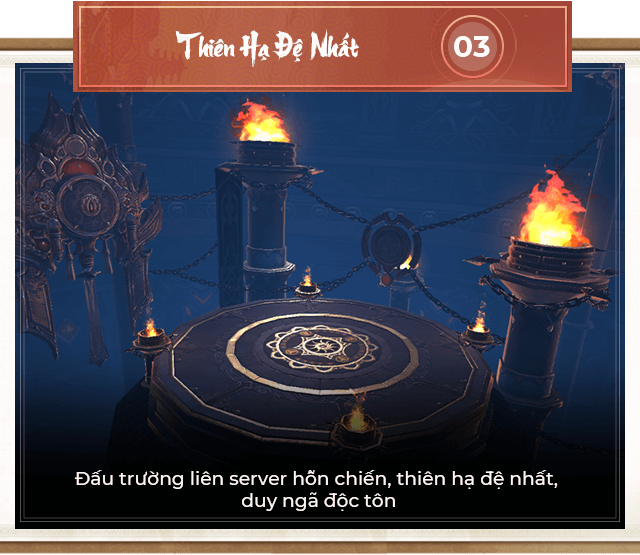 Thiên Hạ Đệ Nhất
03
Đấu trường liên server hỗn chiến, thiên hạ đệ nhất,
duy ngã độc tôn